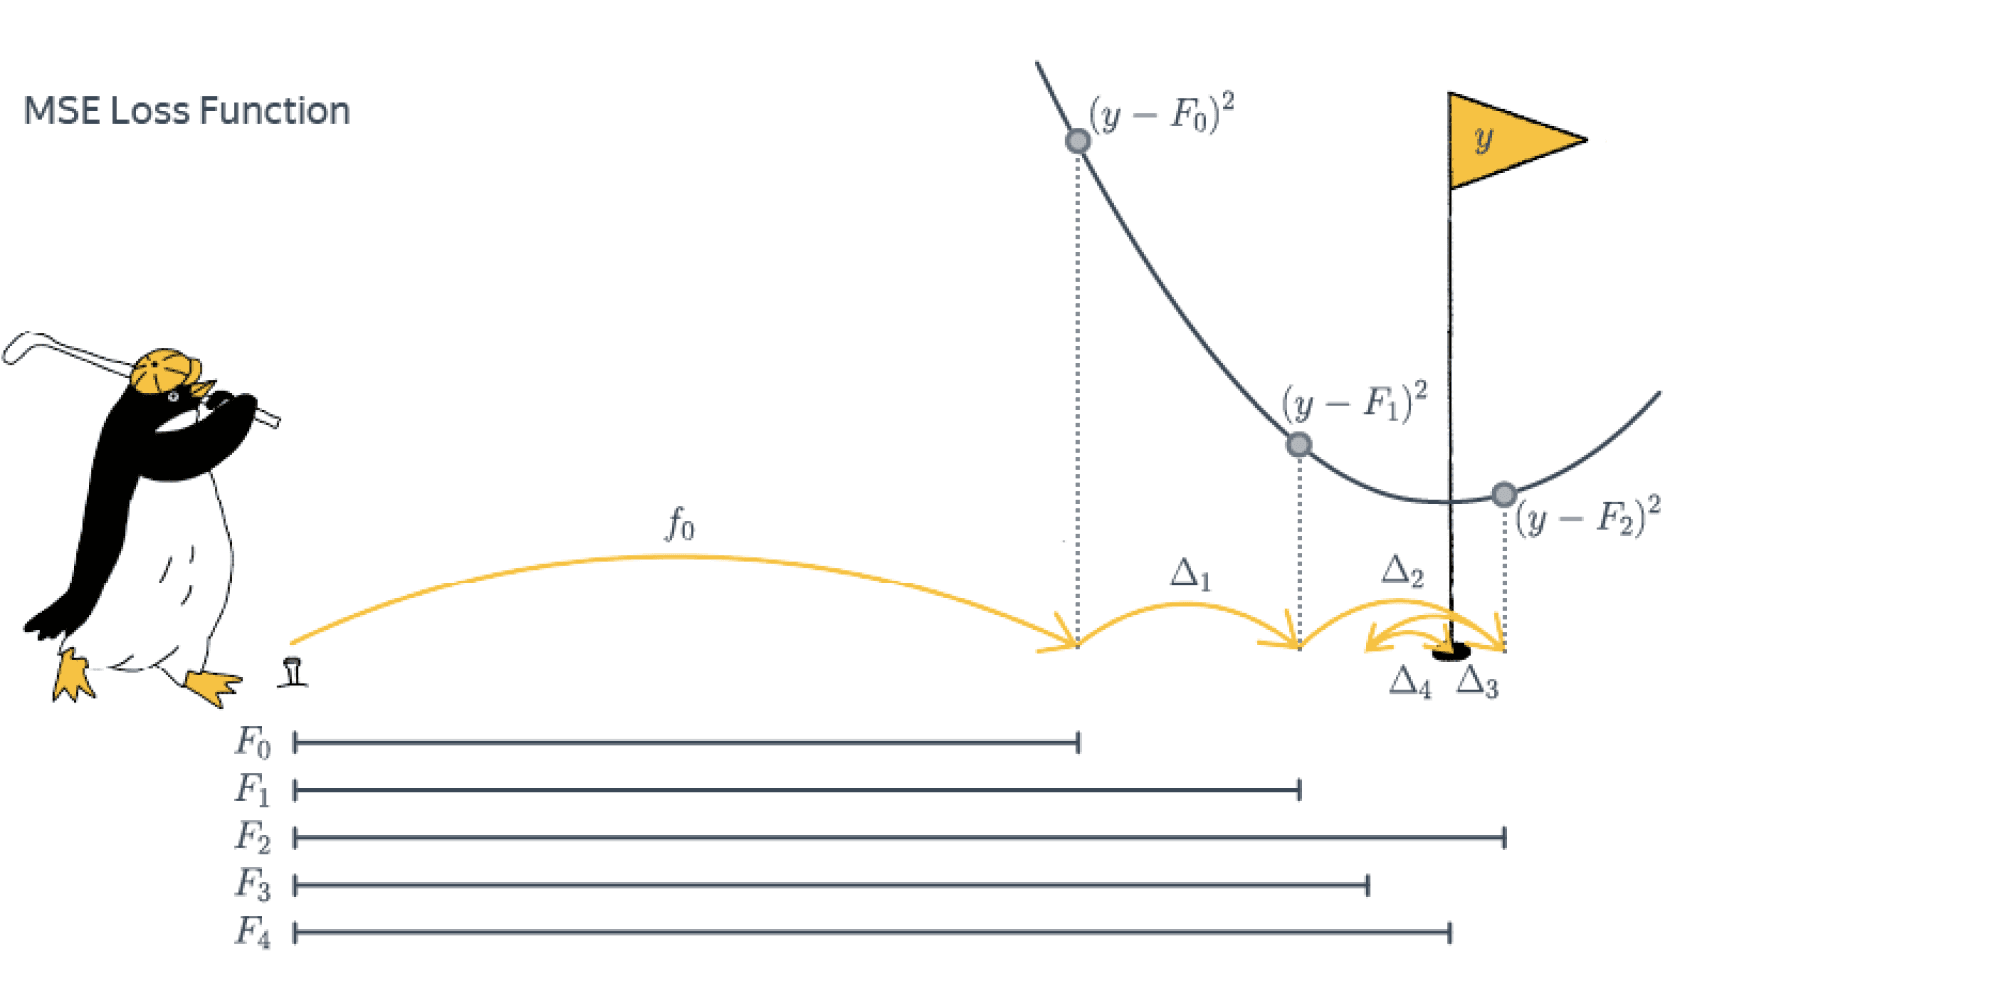 MSE Loss Function
(y − F₀)²
y
(y − F₁)²
(y − F₂)²
f₀
Δ₁
Δ₂
Δ₄ Δ₃
F₀
F₁
F₂
F₃
F₄